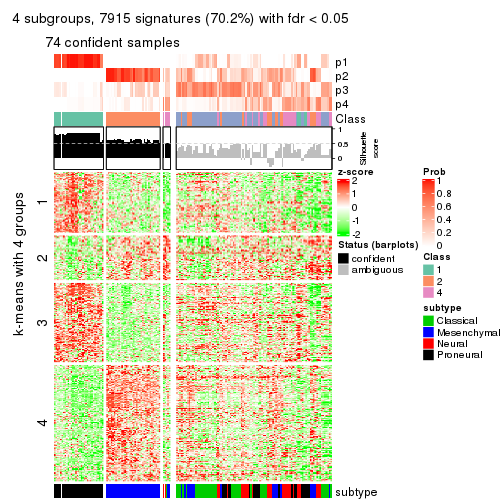 4 subgroups, 7915 signatures (70.2%) with fdr < 0.05
74 confident samples
p1
p2
p3
p4
Class
1
0.5
0
Silhouette
score
k-means with 4 groups
1
2
3
4
z-score
2
1
0
-1
-2
Status (barplots)
confident
ambiguous
Prob
1
0.8
0.6
0.4
0.2
0
Class
1
2
4
subtype
Classical
Mesenchymal
Neural
Proneural
subtype